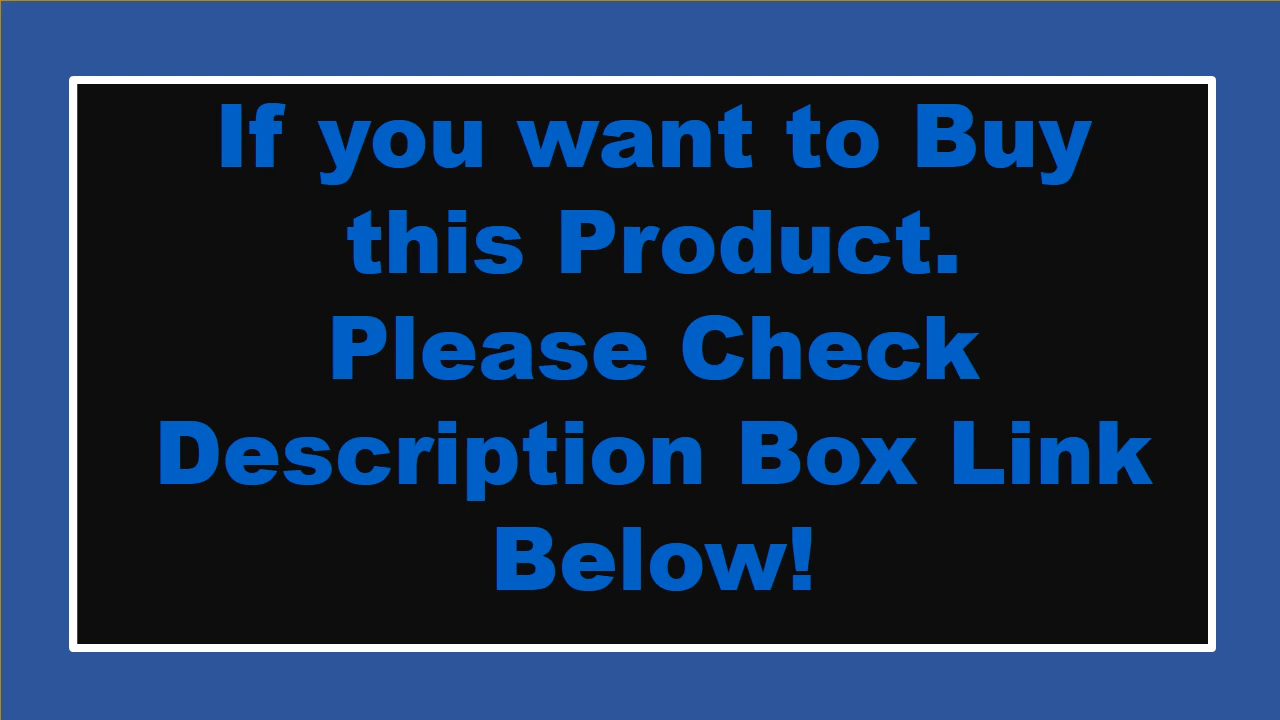 If you want to Buy
this Product.
Please Check
Description Box Link
Below!